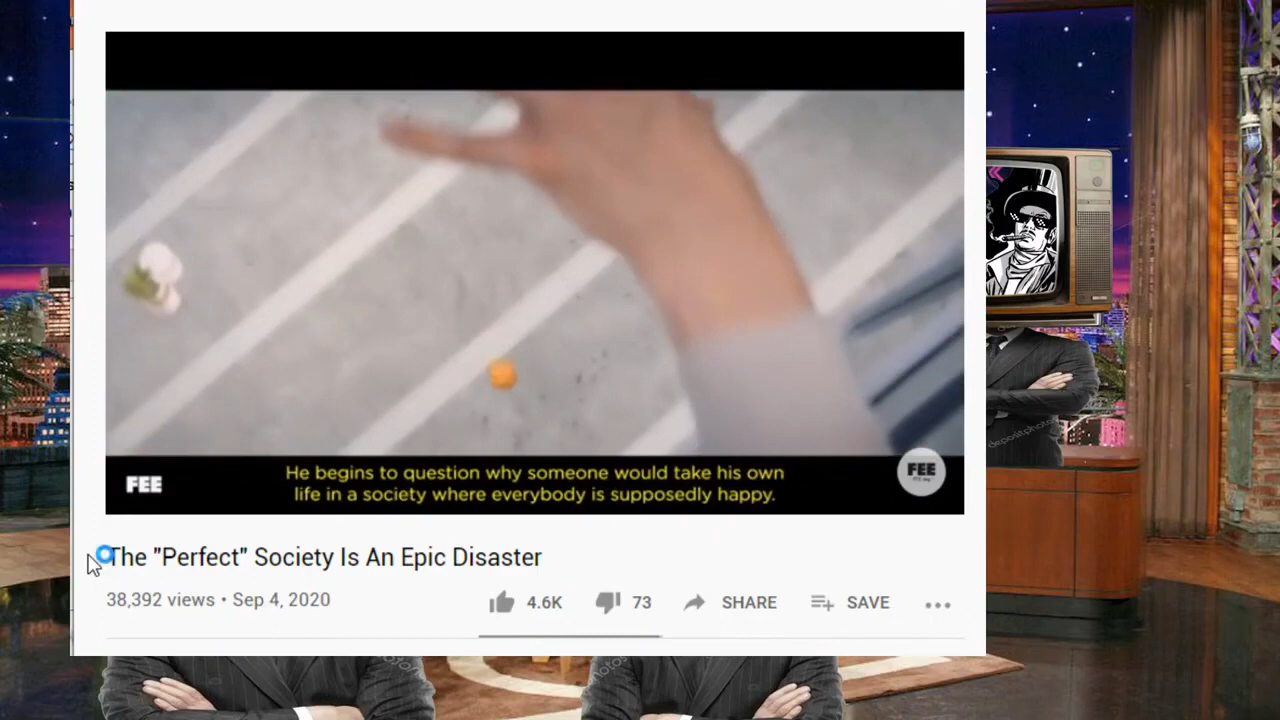 FEE
He begins to question why someone would take his own
life in a society where everybody is supposedly happy.
FEE
The "Perfect" Society Is An Epic Disaster
38,392 views • Sep 4, 2020
4.6K
73
SHARE
SAVE
depositphotos